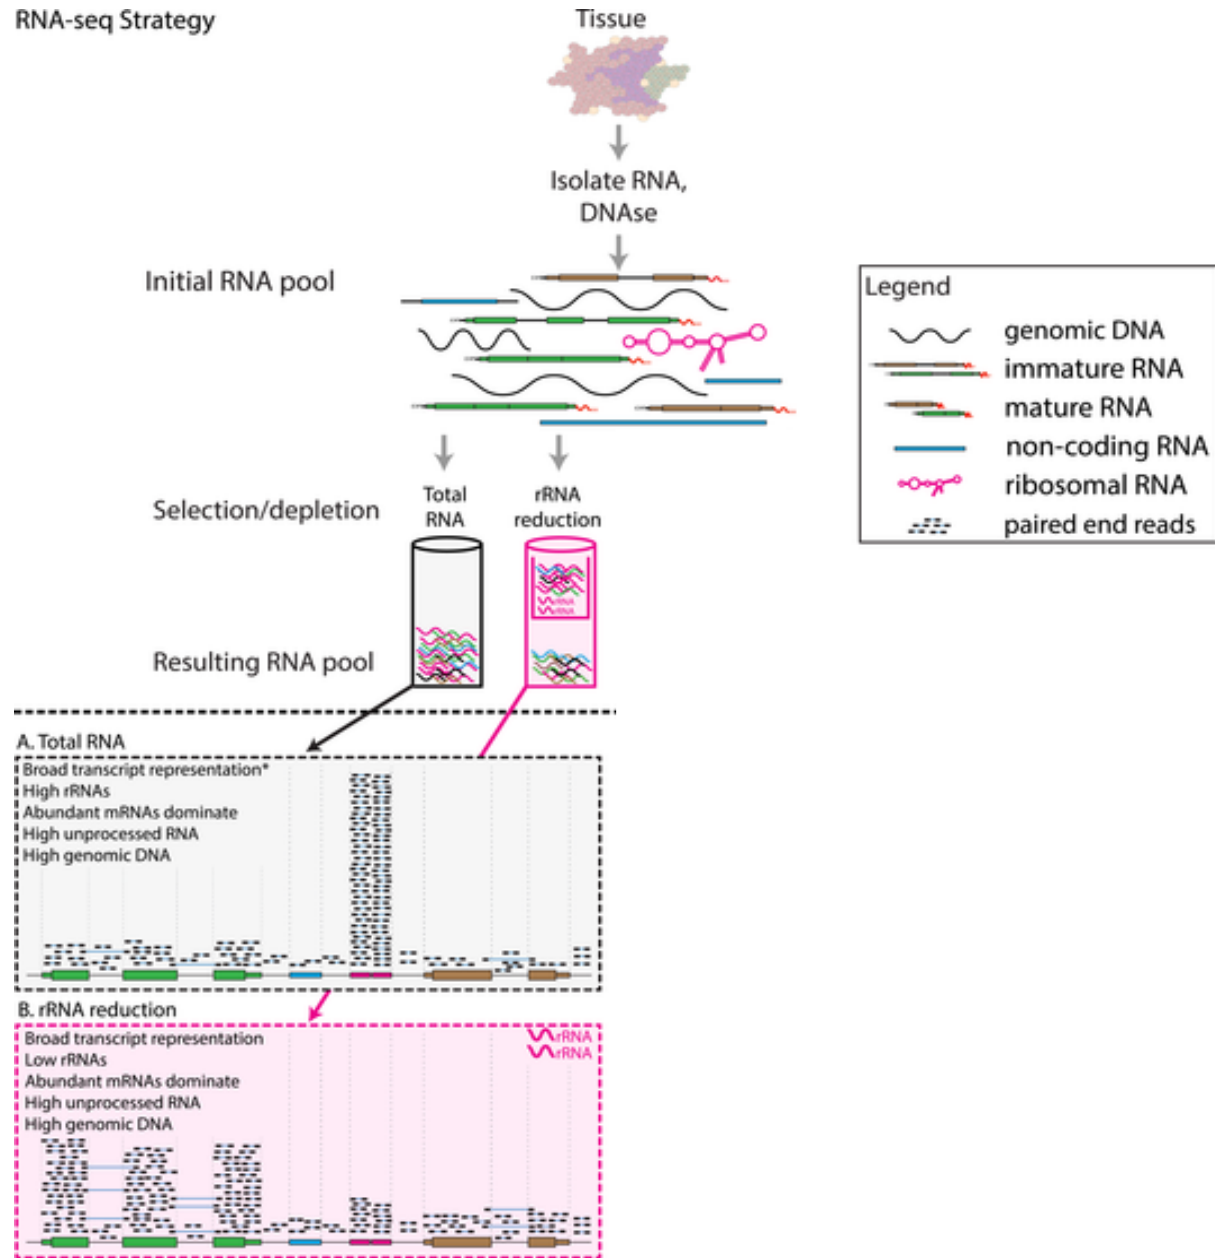 RNA-seq Strategy
Tissue
Isolate RNA,
DNAse
Initial RNA pool
Legend
genomic DNA
immature RNA
mature RNA
non-coding RNA
ribosomal RNA
paired end reads
Selection/depletion
Total
RNA
rRNA
reduction
rRNA
rRNA
Resulting RNA pool
A. Total RNA
Broad transcript representation*
High rRNAs
Abundant mRNAs dominate
High unprocessed RNA
High genomic DNA
B. rRNA reduction
Broad transcript representation
Low rRNAs
Abundant mRNAs dominate
High unprocessed RNA
High genomic DNA
rRNA
rRNA